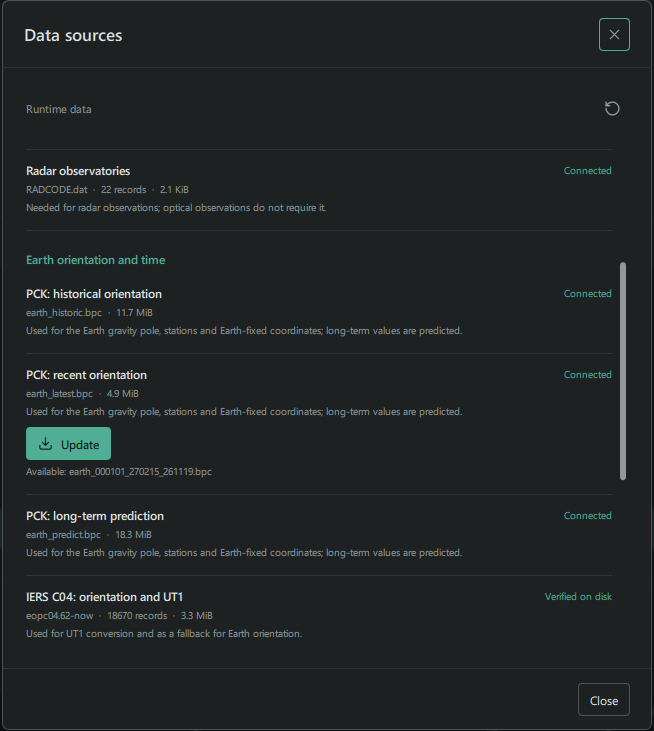 Data sources
Runtime data
Radar observatories
Connected
RADCODE.dat · 22 records · 2.1 KiB
Needed for radar observations; optical observations do not require it.
Earth orientation and time
PCK: historical orientation
Connected
earth_historic.bpc · 11.7 MiB
Used for the Earth gravity pole, stations and Earth-fixed coordinates; long-term values are predicted.
PCK: recent orientation
Connected
earth_latest.bpc · 4.9 MiB
Used for the Earth gravity pole, stations and Earth-fixed coordinates; long-term values are predicted.
Update
Available: earth_000101_270215_261119.bpc
PCK: long-term prediction
Connected
earth_predict.bpc · 18.3 MiB
Used for the Earth gravity pole, stations and Earth-fixed coordinates; long-term values are predicted.
IERS C04: orientation and UT1
Verified on disk
eopc04.62-now · 18670 records · 3.3 MiB
Used for UT1 conversion and as a fallback for Earth orientation.
Close